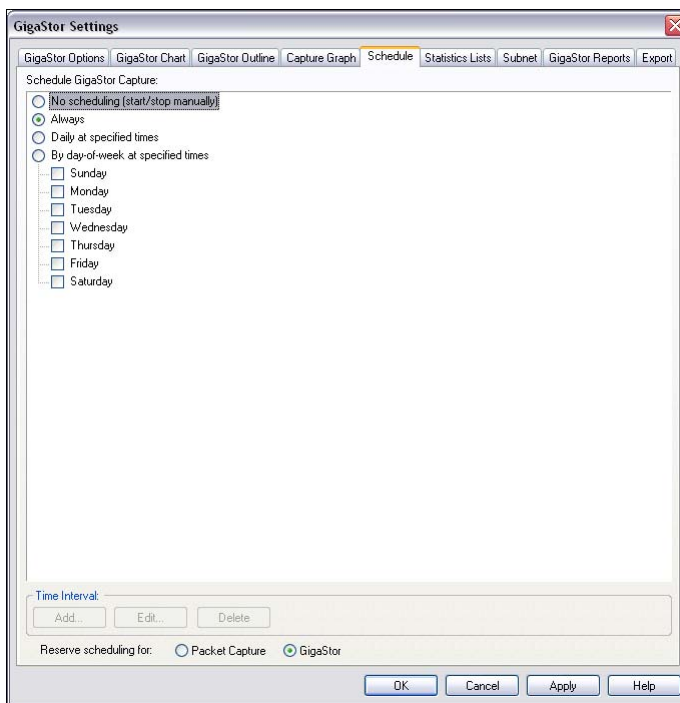 GigaStor Settings
GigaStor Options GigaStor Chart GigaStor Outline Capture Graph Schedule Statistics Lists Subnet GigaStor Reports Export
Schedule GigaStor Capture:
No scheduling (start/stop manually)
Always
Daily at specified times
By day-of-week at specified times
Sunday
Monday
Tuesday
Wednesday
Thursday
Friday
Saturday
Time Interval:
Add... Edit... Delete
Reserve scheduling for: Packet Capture GigaStor
OK Cancel Apply Help